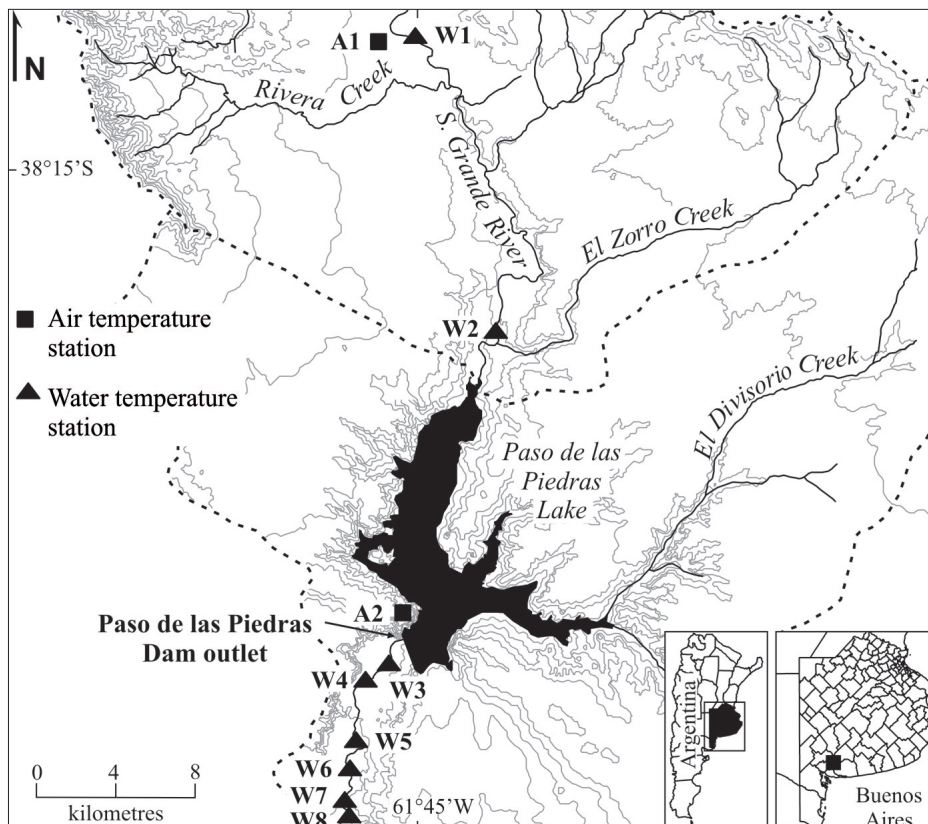 A1
W1
N
Rivera Creek
S. Grande River
38°15'S
El Zorro Creek
Air temperature
station
W2
Water temperature
station
El Divisorio Creek
Paso de las
Piedras
Lake
A2
Paso de las Piedras
Dam outlet
W4
W3
W5
W6
W7
W8
0 4 8
kilometres
61°45'W
Argentina
Buenos
Aires